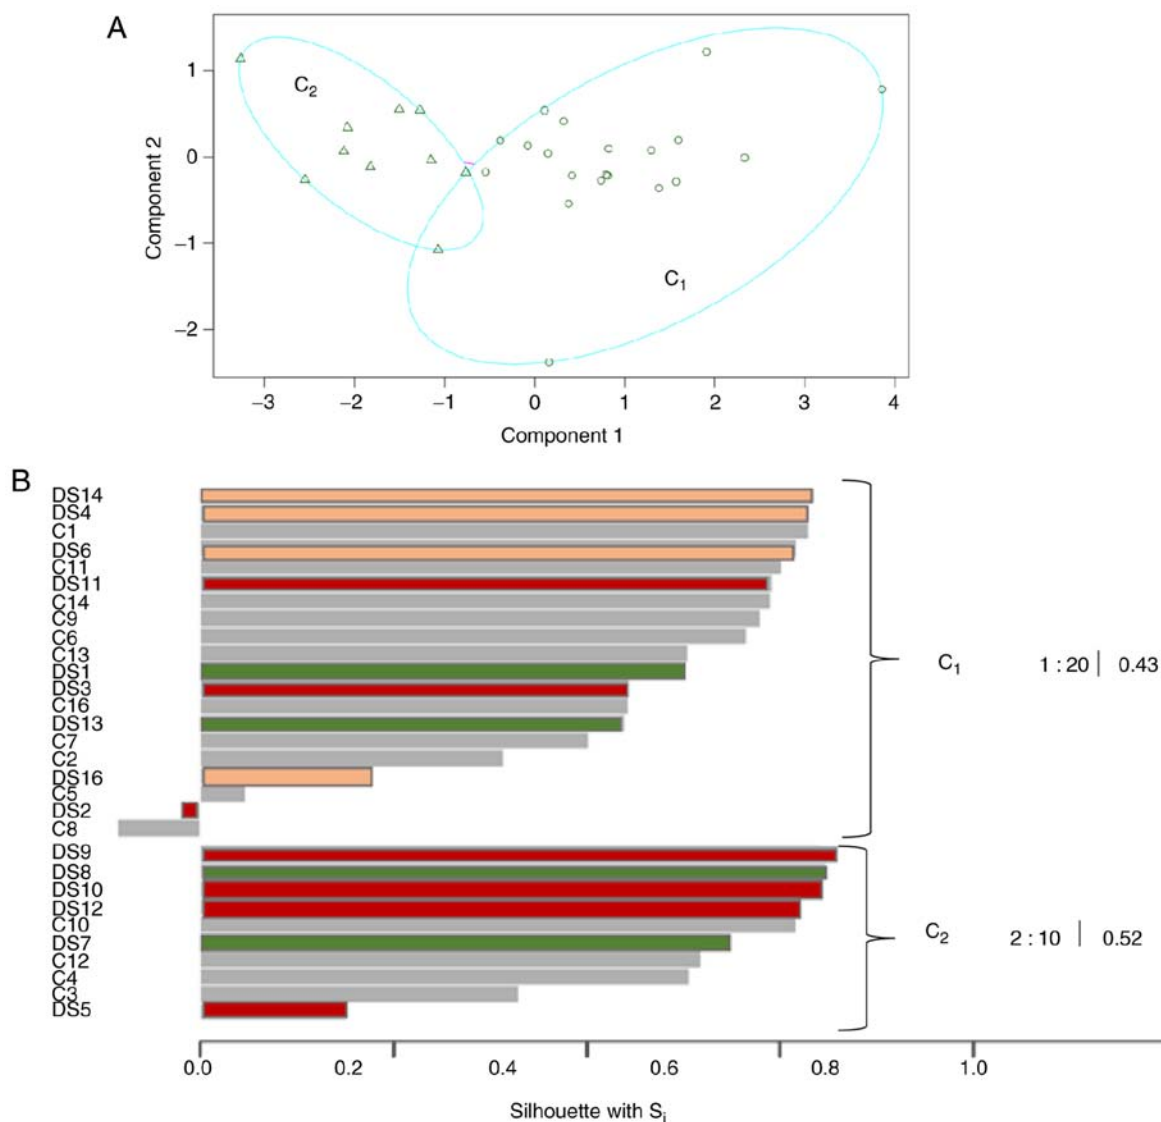 A
1
0
−1
−2
Component 2
C2
C1
−3
−2
−1
0
1
2
3
4
Component 1
B
DS14
DS4
C1
DS6
C11
DS11
C14
C9
C6
C13
DS1
DS3
C16
DS13
C7
C2
DS16
C5
DS2
C8
C1
1 : 20 | 0.43
DS9
DS8
DS10
DS12
C10
DS7
C12
C4
C3
DS5
C2
2 : 10 | 0.52
0.0
0.2
0.4
0.6
0.8
1.0
Silhouette with Si